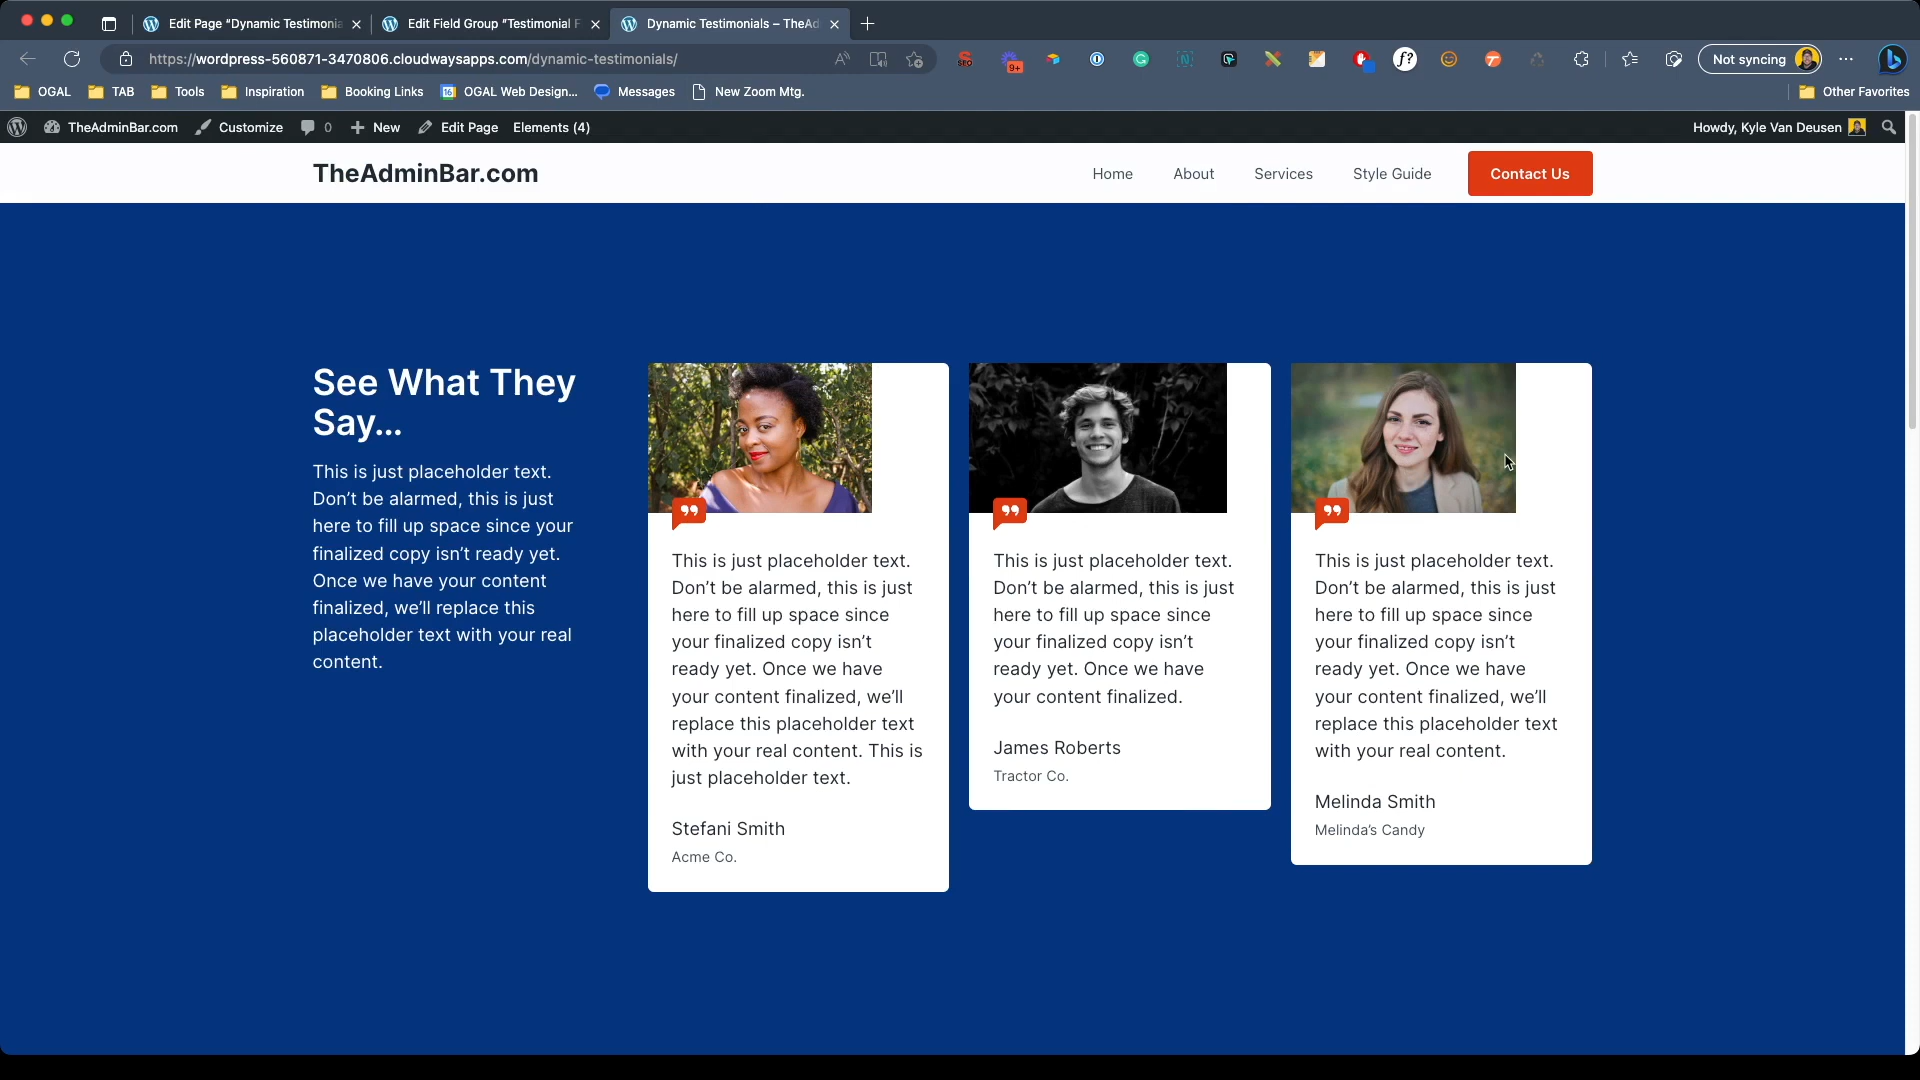 Edit Page “Dynamic Testimonia
Edit Field Group “Testimonial F
Dynamic Testimonials – TheAd
https://wordpress-560871-3470806.cloudwaysapps.com/dynamic-testimonials/
SEO
9+
f?
Not syncing
OGAL
TAB
Tools
Inspiration
Booking Links
16
OGAL Web Design...
Messages
New Zoom Mtg.
Other Favorites
TheAdminBar.com
Customize
0
New
Edit Page
Elements (4)
Howdy, Kyle Van Deusen
TheAdminBar.com
Home
About
Services
Style Guide
Contact Us
See What They
Say...
This is just placeholder text.
Don’t be alarmed, this is just
here to fill up space since your
finalized copy isn’t ready yet.
Once we have your content
finalized, we’ll replace this
placeholder text with your real
content.
This is just placeholder text.
Don’t be alarmed, this is just
here to fill up space since
your finalized copy isn’t
ready yet. Once we have
your content finalized, we’ll
replace this placeholder text
with your real content. This is
just placeholder text.
Stefani Smith
Acme Co.
This is just placeholder text.
Don’t be alarmed, this is just
here to fill up space since
your finalized copy isn’t
ready yet. Once we have
your content finalized.
James Roberts
Tractor Co.
This is just placeholder text.
Don’t be alarmed, this is just
here to fill up space since
your finalized copy isn’t
ready yet. Once we have
your content finalized, we’ll
replace this placeholder text
with your real content.
Melinda Smith
Melinda’s Candy